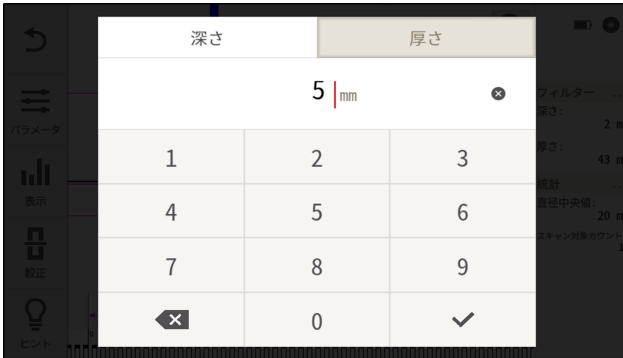 深さ 厚さ
5 mm
1 2 3
4 5 6
7 8 9
0
パラメータ
表示
校正
ヒント
フィルター ..
深さ:
2 m
厚さ:
43 m
統計 ..
直径中央値:
20 m
スキャン対象カウント